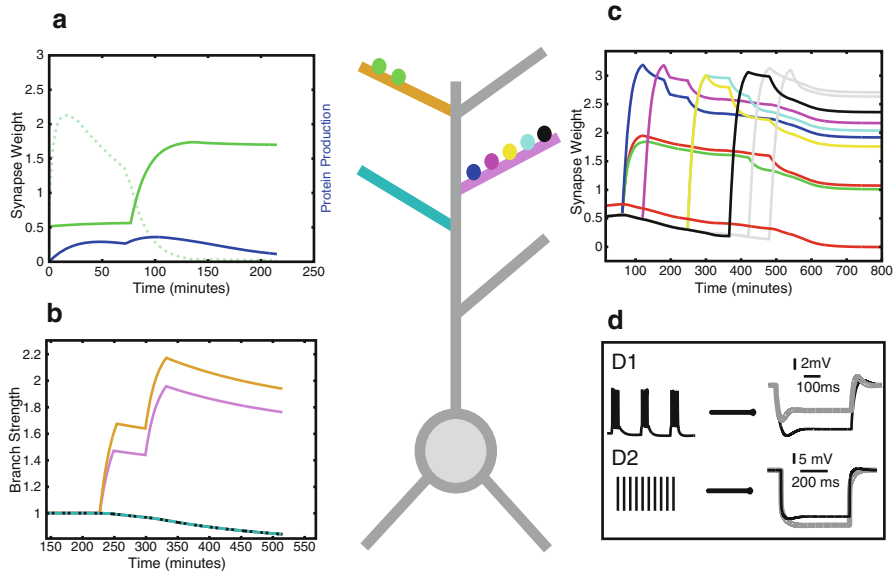 a
3
2.5
2
1.5
1
0.5
0
0 50 100 150 200 250
Synapse Weight
Protein Production
Time (minutes)
b
2.2
2
1.8
1.6
1.4
1.2
1
150 200 250 300 350 400 450 500 550
Branch Strength
Time (minutes)
c
3
2.5
2
1.5
1
0.5
0
100 200 300 400 500 600 700 800
Synapse Weight
Time (minutes)
d
D1
2mV
100ms
D2
5 mV
200 ms